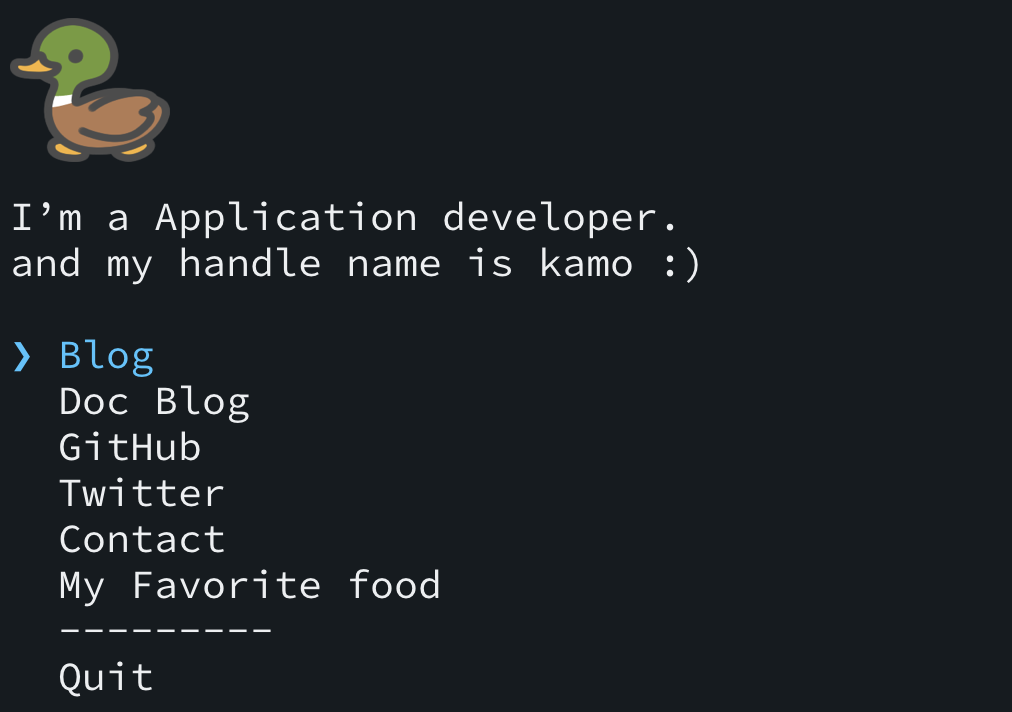 I’m a Application developer.
and my handle name is kamo :)
❯ Blog
Doc Blog
GitHub
Twitter
Contact
My Favorite food
---------
Quit